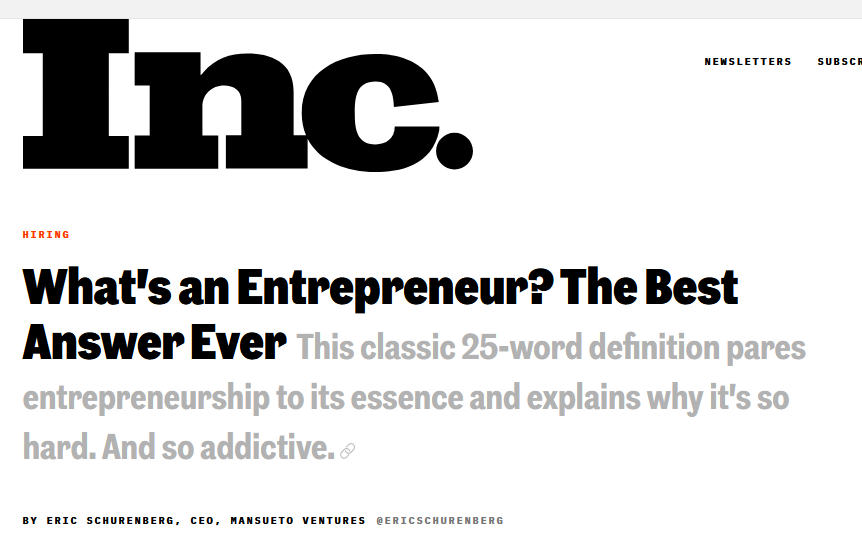 Inc.
NEWSLETTERS SUBSCR
HIRING
What's an Entrepreneur? The Best
Answer Ever This classic 25-word definition pares
entrepreneurship to its essence and explains why it's so
hard. And so addictive.
BY ERIC SCHURENBERG, CEO, MANSUETO VENTURES @ERICSCHURENBERG